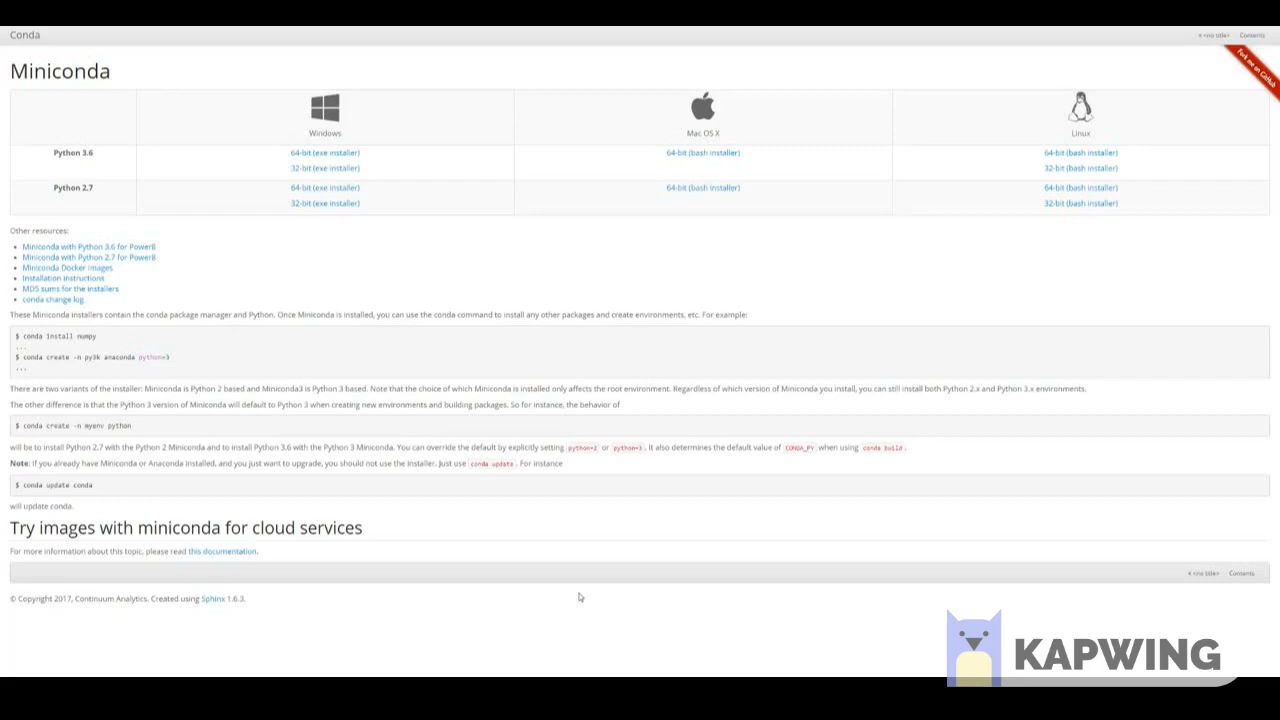 Conda
« <no title>  Contents
Fork me on GitHub
Miniconda
Windows  Mac OS X  Linux
Python 3.6  64-bit (exe installer)  64-bit (bash installer)  64-bit (bash installer)
32-bit (exe installer)  32-bit (bash installer)
Python 2.7  64-bit (exe installer)  64-bit (bash installer)  64-bit (bash installer)
32-bit (exe installer)  32-bit (bash installer)
Other resources:
Miniconda with Python 3.6 for Power8
Miniconda with Python 2.7 for Power8
Miniconda Docker images
Installation instructions
MD5 sums for the installers
conda change log
These Miniconda installers contain the conda package manager and Python. Once Miniconda is installed, you can use the conda command to install any other packages and create environments, etc. For example:
$ conda install numpy
...
$ conda create -n py3k anaconda python=3
...
There are two variants of the installer: Miniconda is Python 2 based and Miniconda3 is Python 3 based. Note that the choice of which Miniconda is installed only affects the root environment. Regardless of which version of Miniconda you install, you can still install both Python 2.x and Python 3.x environments.
The other difference is that the Python 3 version of Miniconda will default to Python 3 when creating new environments and building packages. So for instance, the behavior of
$ conda create -n myenv python
will be to install Python 2.7 with the Python 2 Miniconda and to install Python 3.6 with the Python 3 Miniconda. You can override the default by explicitly setting python=2 or python=3. It also determines the default value of CONDA_PY when using conda build.
Note: If you already have Miniconda or Anaconda installed, and you just want to upgrade, you should not use the installer. Just use conda update. For instance
$ conda update conda
will update conda.
Try images with miniconda for cloud services
For more information about this topic, please read this documentation.
« <no title>  Contents
© Copyright 2017, Continuum Analytics. Created using Sphinx 1.6.3.
KAPWING